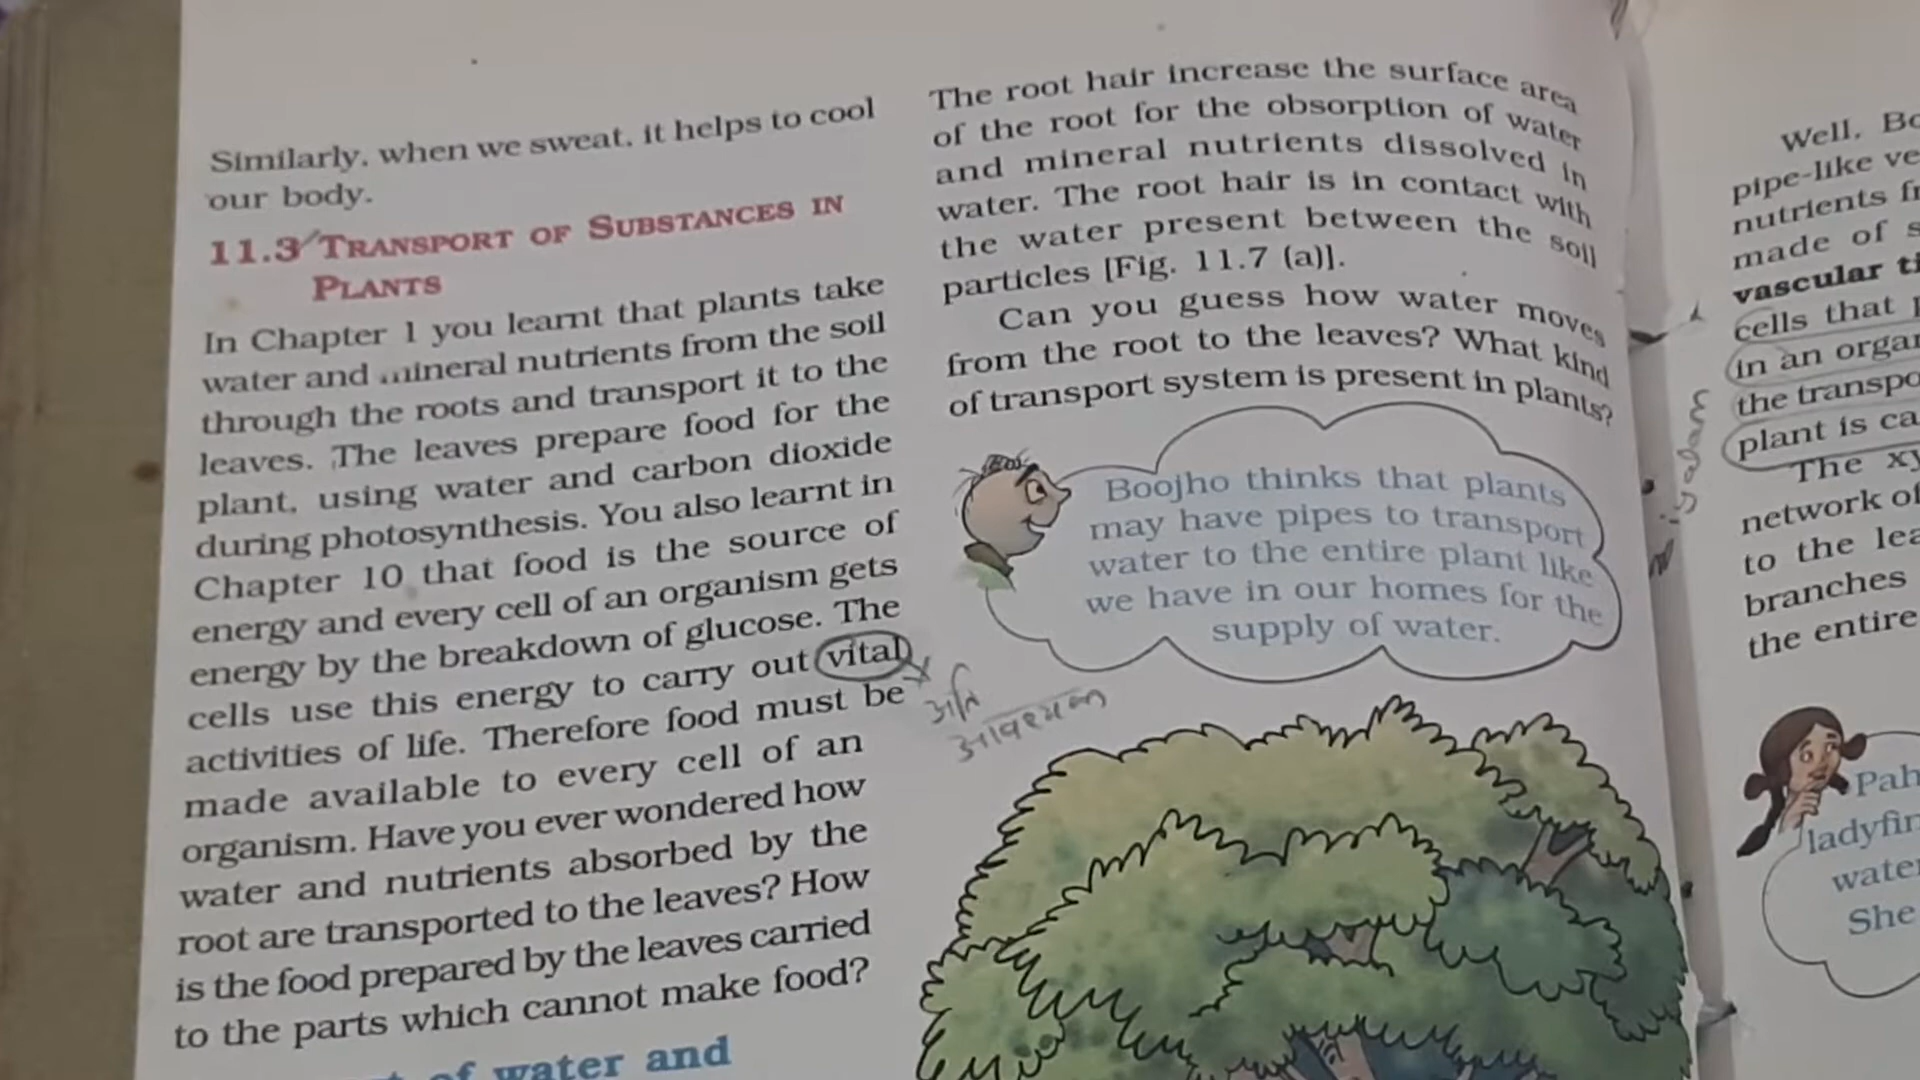 Similarly, when we sweat, it helps to cool
our body.
11.3 TRANSPORT OF SUBSTANCES IN
PLANTS
In Chapter 1 you learnt that plants take
water and mineral nutrients from the soil
through the roots and transport it to the
leaves. The leaves prepare food for the
plant, using water and carbon dioxide
during photosynthesis. You also learnt in
Chapter 10 that food is the source of
energy and every cell of an organism gets
energy by the breakdown of glucose. The
cells use this energy to carry out vital
activities of life. Therefore food must be
made available to every cell of an
organism. Have you ever wondered how
water and nutrients absorbed by the
root are transported to the leaves? How
is the food prepared by the leaves carried
to the parts which cannot make food?
of water and
The root hair increase the surface area
of the root for the obsorption of water
and mineral nutrients dissolved in
water. The root hair is in contact with
the water present between the soil
particles [Fig. 11.7 (a)].
Can you guess how water moves
from the root to the leaves? What kind
of transport system is present in plants?
Boojho thinks that plants
may have pipes to transport
water to the entire plant like
we have in our homes for the
supply of water.
अति
आवश्यक
Well, Bo
pipe-like ve
nutrients fr
made of s
vascular ti
cells that
in an organ
the transpo
plant is ca
The xy
network of
to the lea
branches
the entire
Pah
ladyfin
water
She